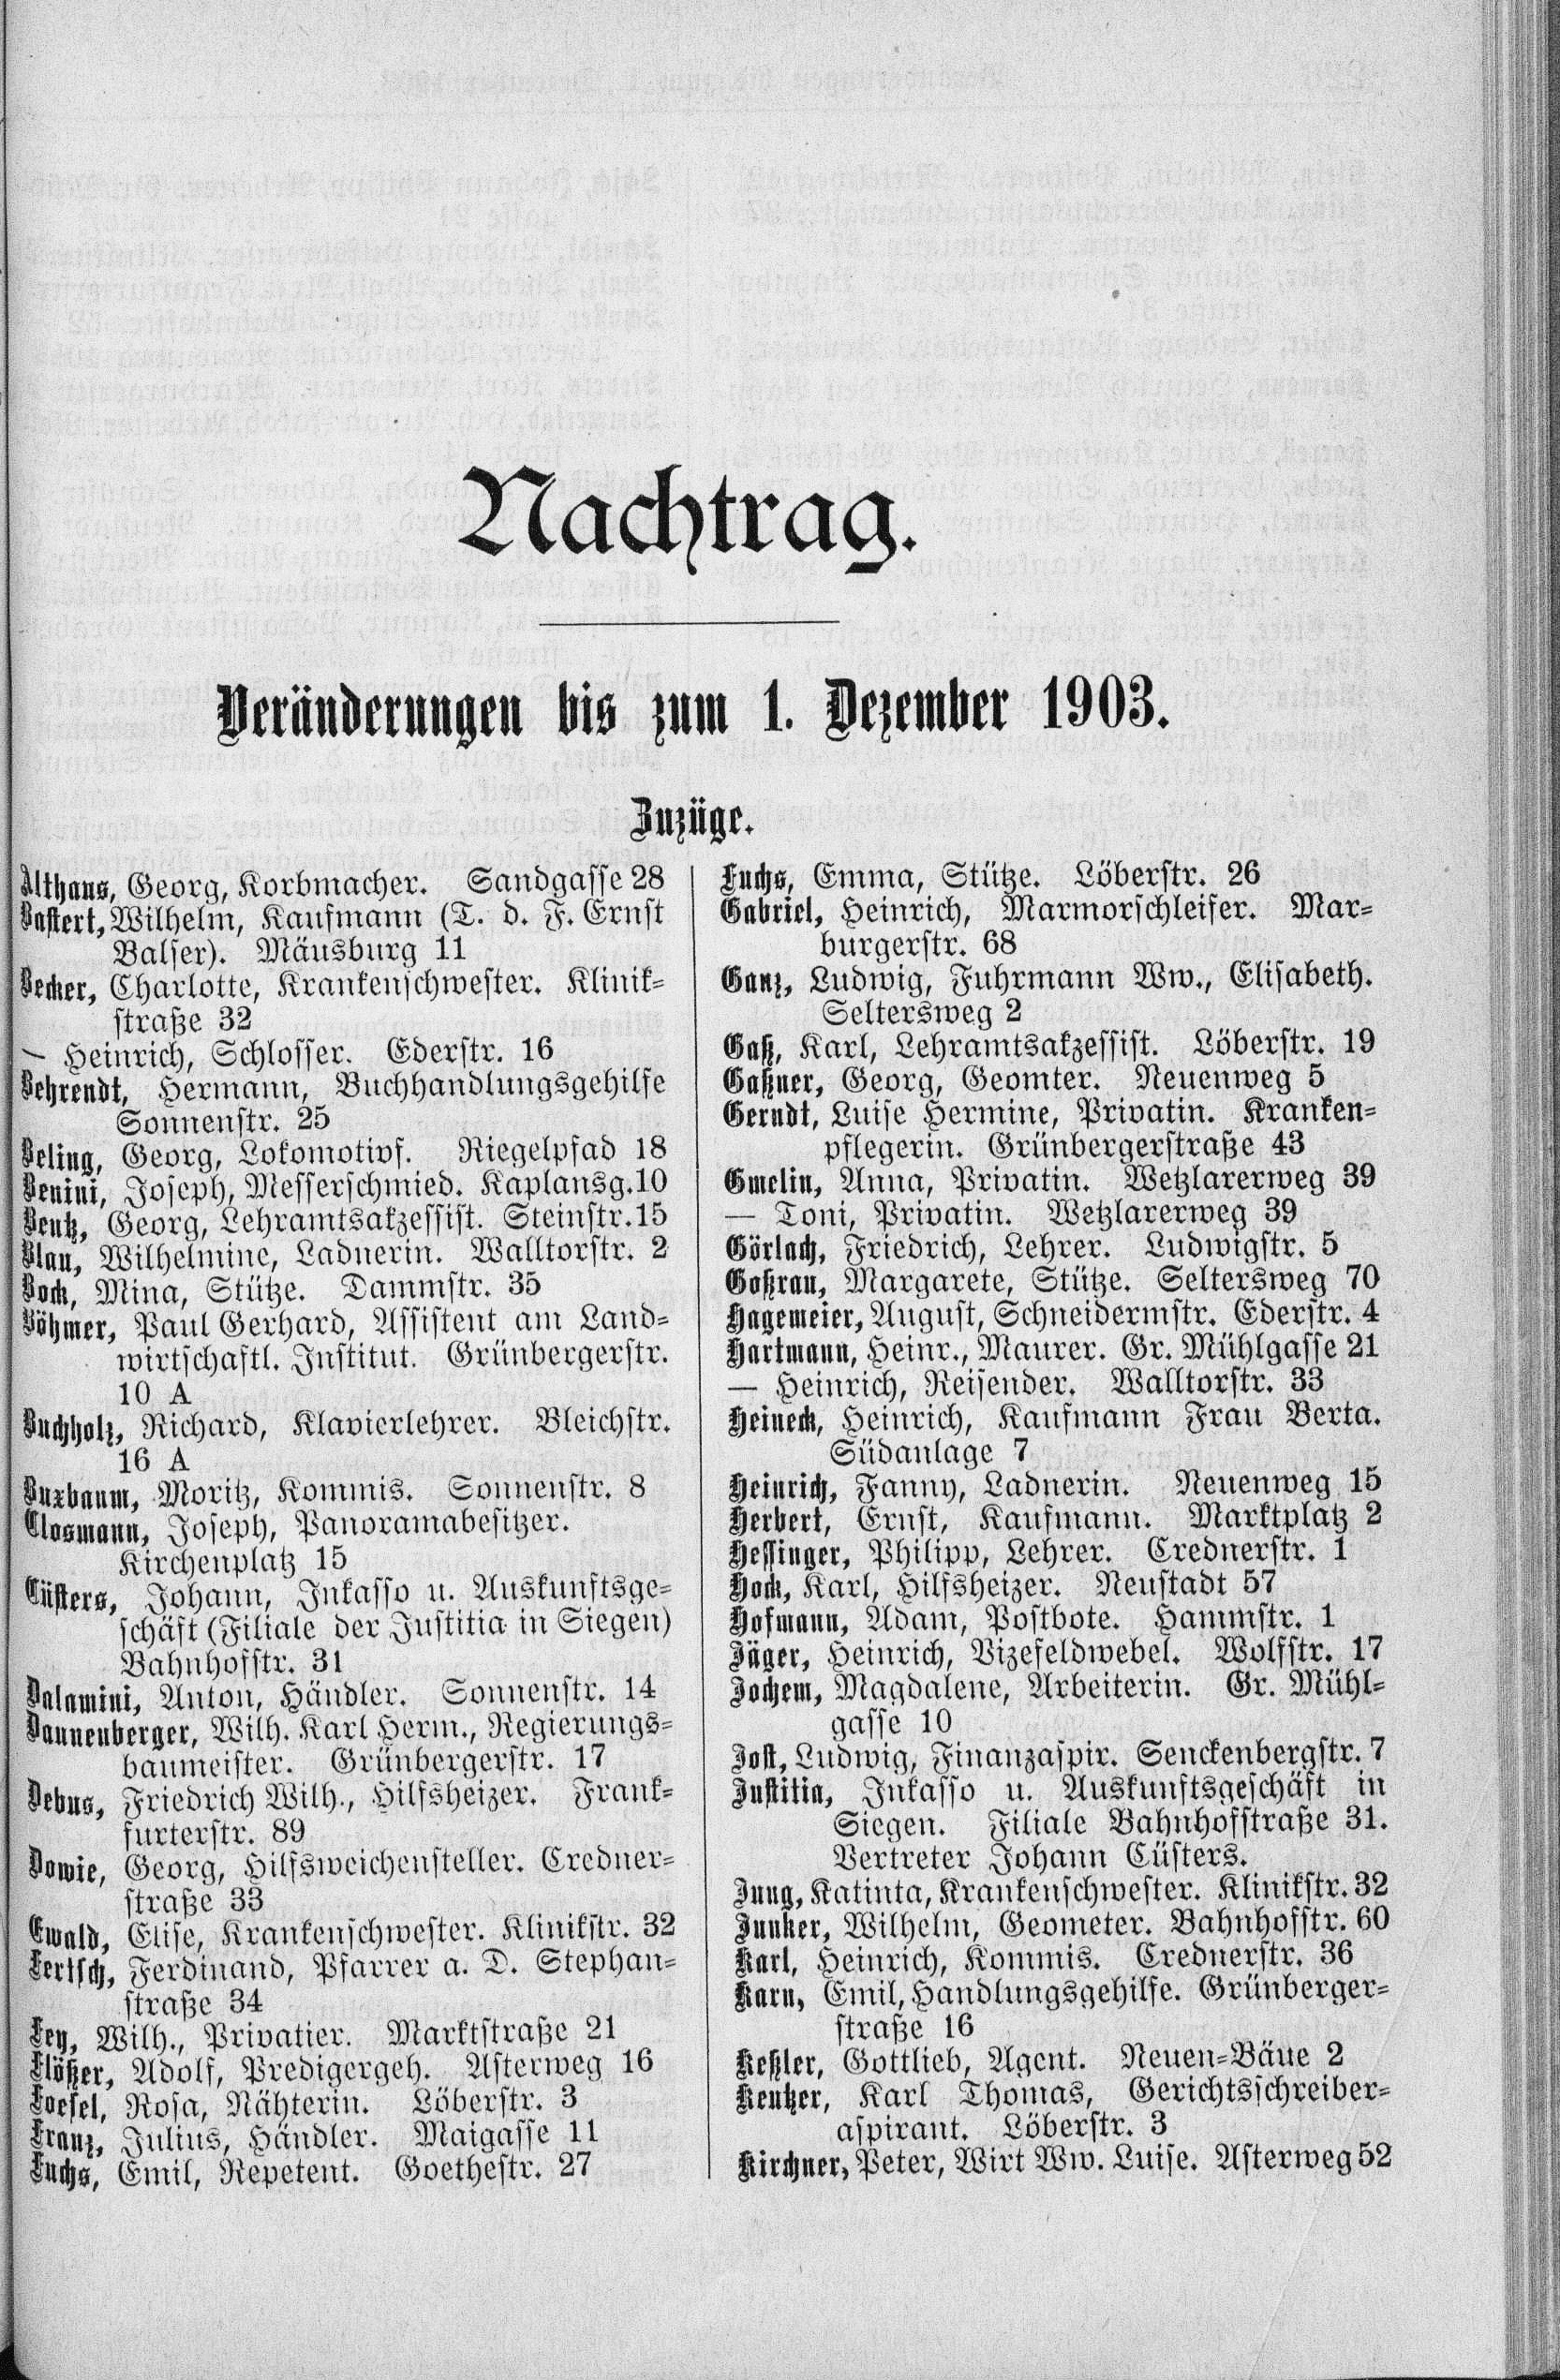 Nachtrag.
Veränderungen bis zum 1. Dezember 1903.
Zuzüge.
Althaus, Georg, Korbmacher. Sandgasse 28
Bastert, Wilhelm, Kaufmann (T. d. F. Ernst
Balser). Mäusburg 11
Becker, Charlotte, Krankenschwester. Klinik-
straße 32
— Heinrich, Schlosser. Ederstr. 16
Behrendt, Hermann, Buchhandlungsgehilfe
Sonnenstr. 25
Beling, Georg, Lokomotivf. Riegelpfad 18
Benini, Joseph, Messerschmied. Kaplansg. 10
Bentz, Georg, Lehramtsakzessist. Steinstr. 15
Blau, Wilhelmine, Ladnerin. Walltorstr. 2
Bock, Mina, Stütze. Dammstr. 35
Böhmer, Paul Gerhard, Assistent am Land-
wirtschaftl. Institut. Grünbergerstr.
10 A
Buchholz, Richard, Klavierlehrer. Bleichstr.
16 A
Buxbaum, Moritz, Kommis. Sonnenstr. 8
Closmann, Joseph, Panoramabesitzer.
Kirchenplatz 15
Cüsters, Johann, Inkasso u. Auskunftsge-
schäft (Filiale der Justitia in Siegen)
Bahnhofstr. 31
Dalamini, Anton, Händler. Sonnenstr. 14
Dannenberger, Wilh. Karl Herm., Regierungs-
baumeister. Grünbergerstr. 17
Debus, Friedrich Wilh., Hilfsheizer. Frank-
furterstr. 89
Dowie, Georg, Hilfsweichensteller. Credner-
straße 33
Ewald, Elise, Krankenschwester. Klinikstr. 32
Fertsch, Ferdinand, Pfarrer a. D. Stephan-
straße 34
Fey, Wilh., Privatier. Marktstraße 21
Flößer, Adolf, Predigergeh. Asterweg 16
Foesel, Rosa, Nähterin. Löberstr. 3
Franz, Julius, Händler. Maigasse 11
Fuchs, Emil, Repetent. Goethestr. 27
Fuchs, Emma, Stütze. Löberstr. 26
Gabriel, Heinrich, Marmorschleifer. Mar-
burgerstr. 68
Ganz, Ludwig, Fuhrmann Ww., Elisabeth.
Seltersweg 2
Gaß, Karl, Lehramtsakzessist. Löberstr. 19
Gaßner, Georg, Geomter. Neuenweg 5
Gerndt, Luise Hermine, Privatin. Kranken-
pflegerin. Grünbergerstraße 43
Gmelin, Anna, Privatin. Wetzlarerweg 39
— Toni, Privatin. Wetzlarerweg 39
Görlach, Friedrich, Lehrer. Ludwigstr. 5
Goßrau, Margarete, Stütze. Seltersweg 70
Hagemeier, August, Schneidermstr. Ederstr. 4
Hartmann, Heinr., Maurer. Gr. Mühlgasse 21
— Heinrich, Reisender. Walltorstr. 33
Heineck, Heinrich, Kaufmann Frau Berta.
Südanlage 7
Heinrich, Fanny, Ladnerin. Neuenweg 15
Herbert, Ernst, Kaufmann. Marktplatz 2
Hessinger, Philipp, Lehrer. Crednerstr. 1
Hock, Karl, Hilfsheizer. Neustadt 57
Hofmann, Adam, Postbote. Hammstr. 1
Jäger, Heinrich, Vizefeldwebel. Wolfstr. 17
Jochem, Magdalene, Arbeiterin. Gr. Mühl-
gasse 10
Jost, Ludwig, Finanzaspir. Senckenbergstr. 7
Justitia, Inkasso u. Auskunftsgeschäft in
Siegen. Filiale Bahnhofstraße 31.
Vertreter Johann Cüsters.
Jung, Katinta, Krankenschwester. Klinikstr. 32
Junker, Wilhelm, Geometer. Bahnhofstr. 60
Karl, Heinrich, Kommis. Crednerstr. 36
Karn, Emil, Handlungsgehilfe. Grünberger-
straße 16
Keßler, Gottlieb, Agent. Neuen-Bäue 2
Keutzer, Karl Thomas, Gerichtsschreiber-
aspirant. Löberstr. 3
Kirchner, Peter, Wirt Ww. Luise. Asterweg 52